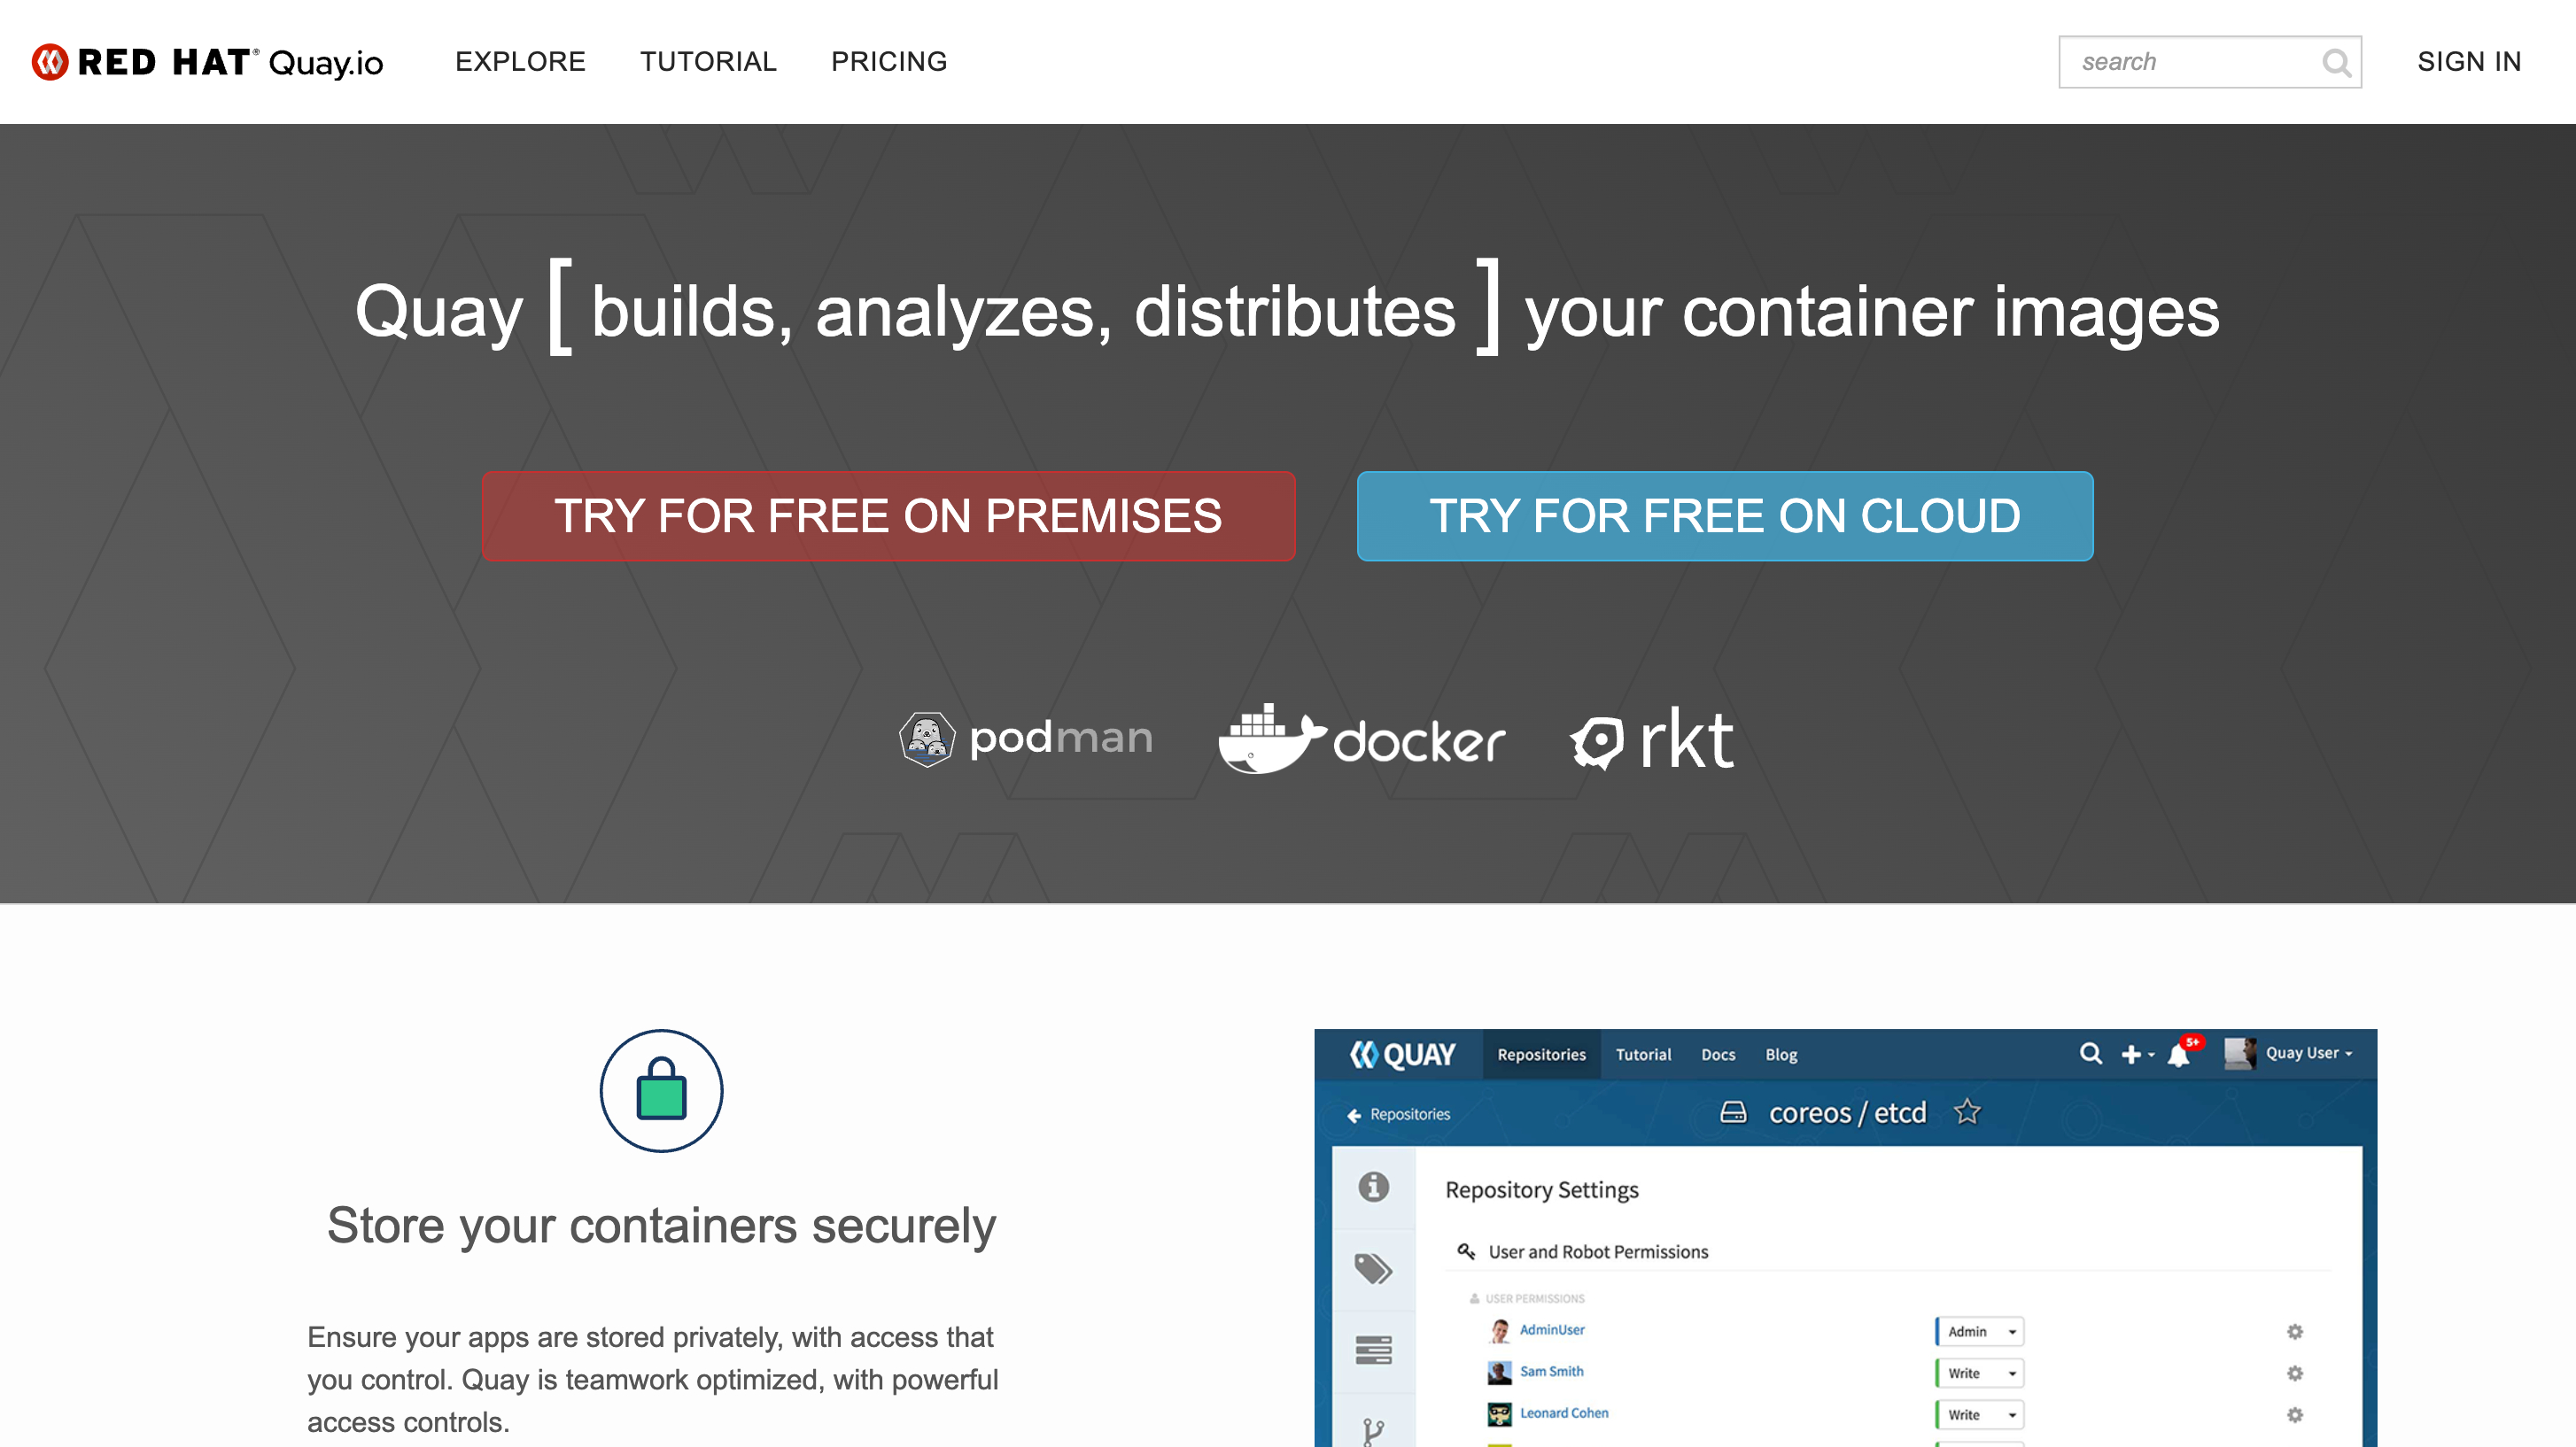 RED HAT® Quay.io EXPLORE TUTORIAL PRICING search SIGN IN
Quay [ builds, analyzes, distributes ] your container images
TRY FOR FREE ON PREMISES TRY FOR FREE ON CLOUD
podman docker rkt
Store your containers securely
Ensure your apps are stored privately, with access that
you control. Quay is teamwork optimized, with powerful
access controls.
QUAY Repositories Tutorial Docs Blog 5+ Quay User
Repositories coreos / etcd
Repository Settings
User and Robot Permissions
USER PERMISSIONS
AdminUser Admin
Sam Smith Write
Leonard Cohen Write